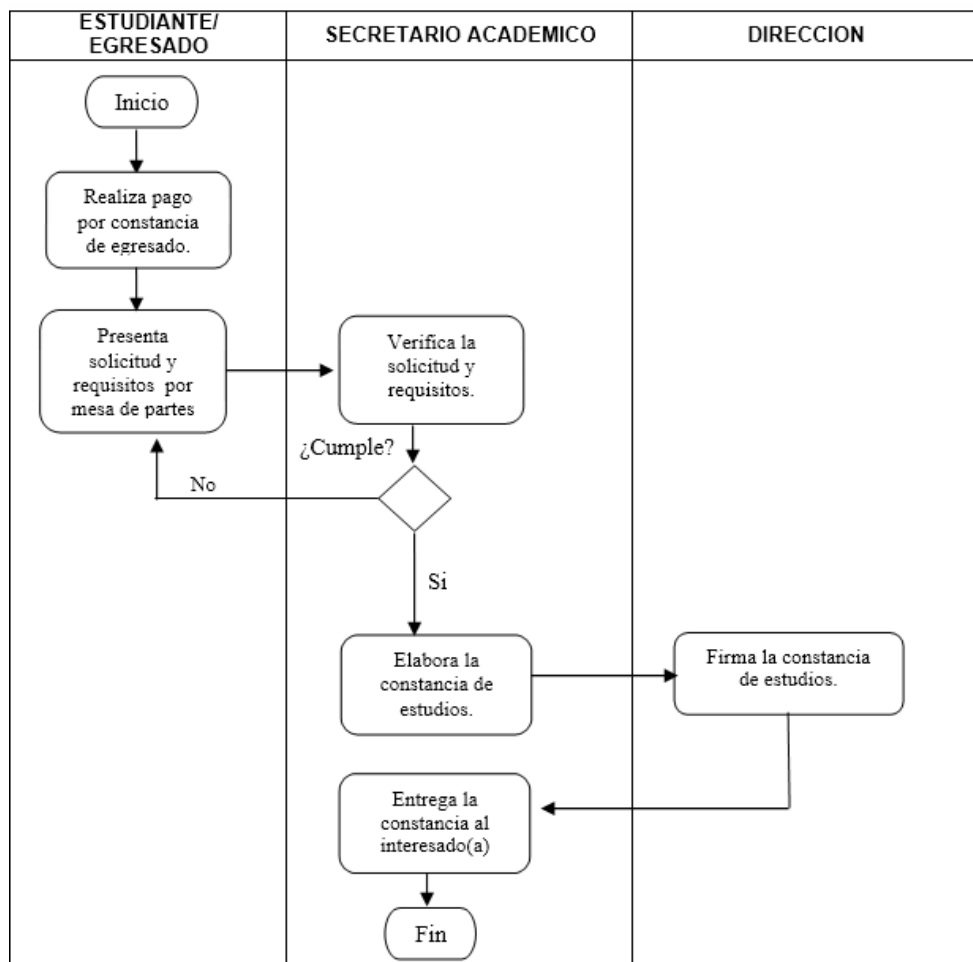 ESTUDIANTE/
EGRESADO
SECRETARIO ACADEMICO
DIRECCION
Inicio
Realiza pago
por constancia
de egresado.
Presenta
solicitud y
requisitos por
mesa de partes
Verifica la
solicitud y
requisitos.
¿Cumple?
No
Si
Elabora la
constancia de
estudios.
Firma la constancia
de estudios.
Entrega la
constancia al
interesado(a)
Fin